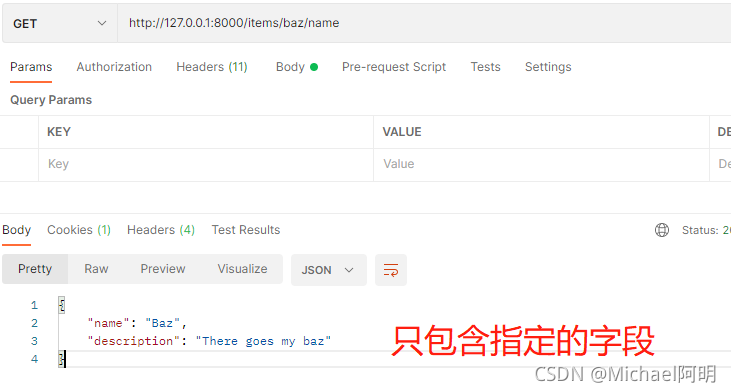 GET http://127.0.0.1:8000/items/baz/name
Params Authorization Headers (11) Body Pre-request Script Tests Settings
Query Params
KEY VALUE DE
Key Value De
Body Cookies (1) Headers (4) Test Results Status: 20
Pretty Raw Preview Visualize JSON
1 {
2 "name": "Baz",
3 "description": "There goes my baz"
4 }
只包含指定的字段
CSDN @Michael阿明